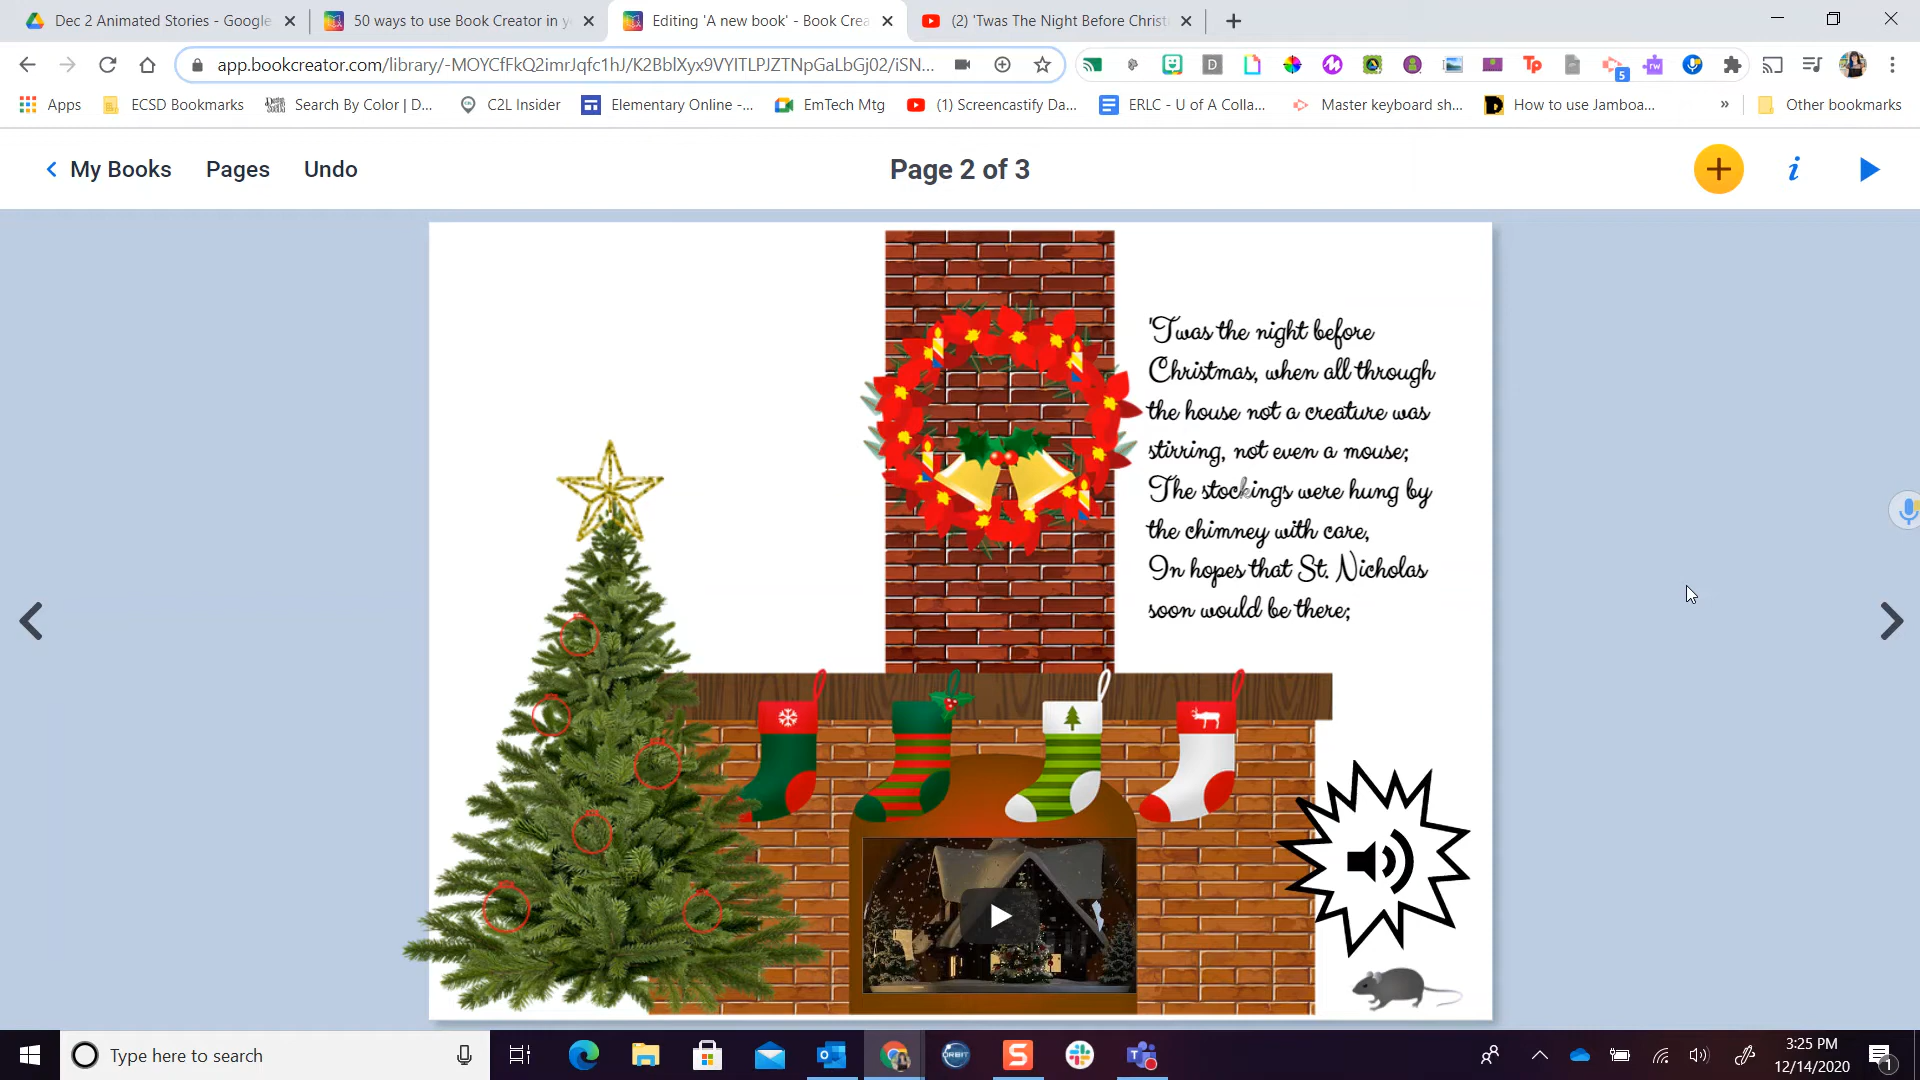 Dec 2 Animated Stories - Google
50 ways to use Book Creator in y
Editing 'A new book' - Book Crea
(2) 'Twas The Night Before Christ
app.bookcreator.com/library/-MOYCfFkQ2imrJqfc1hJ/K2BblXyx9VYITLPJZTNpGaLbGj02/iSN...
Apps
ECSD Bookmarks
Search By Color | D...
C2L Insider
Elementary Online -...
EmTech Mtg
(1) Screencastify Da...
ERLC - U of A Colla...
Master keyboard sh...
How to use Jamboa...
»
Other bookmarks
My Books
Pages
Undo
Page 2 of 3
'Twas the night before
Christmas, when all through
the house not a creature was
stirring, not even a mouse;
The stockings were hung by
the chimney with care,
In hopes that St. Nicholas
soon would be there;
Type here to search
3:25 PM
12/14/2020